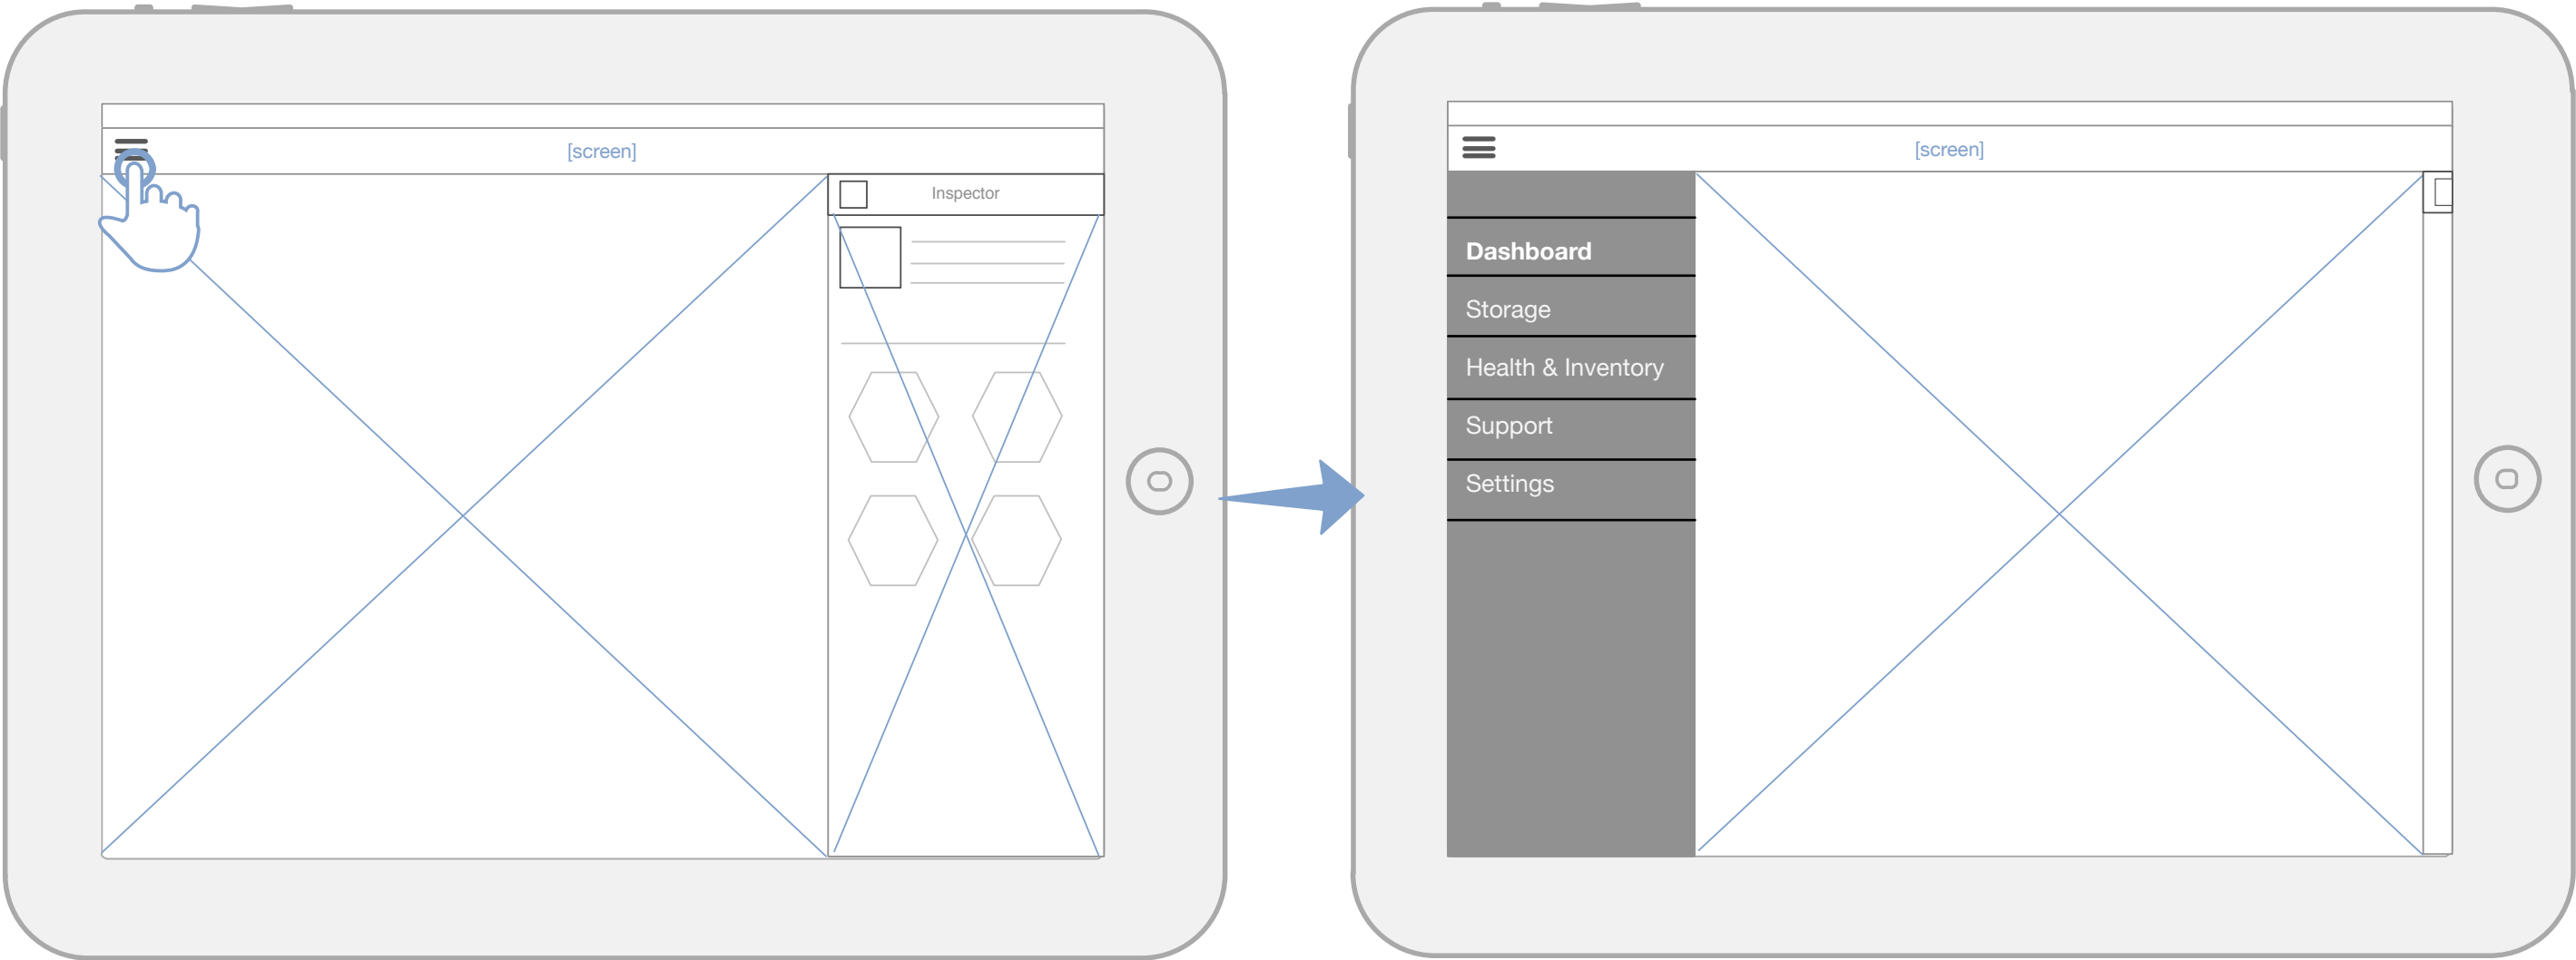 [screen]
Inspector
[screen]
Dashboard
Storage
Health & Inventory
Support
Settings